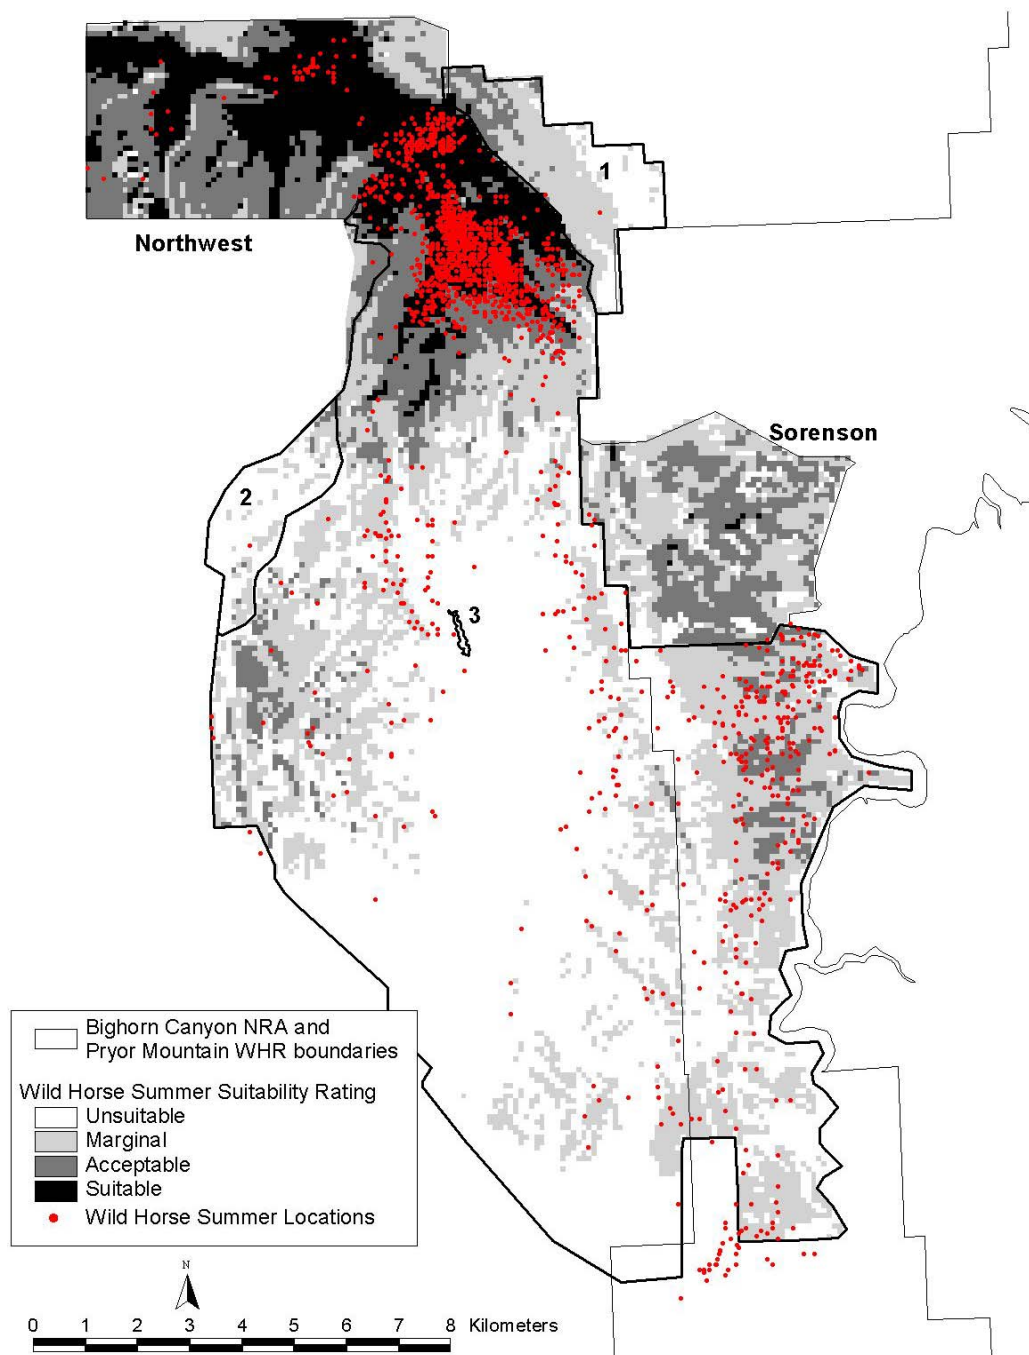 1
Northwest
Sorenson
2
3
Bighorn Canyon NRA and
Pryor Mountain WHR boundaries
Wild Horse Summer Suitability Rating
Unsuitable
Marginal
Acceptable
Suitable
Wild Horse Summer Locations
N
0 1 2 3 4 5 6 7 8 Kilometers